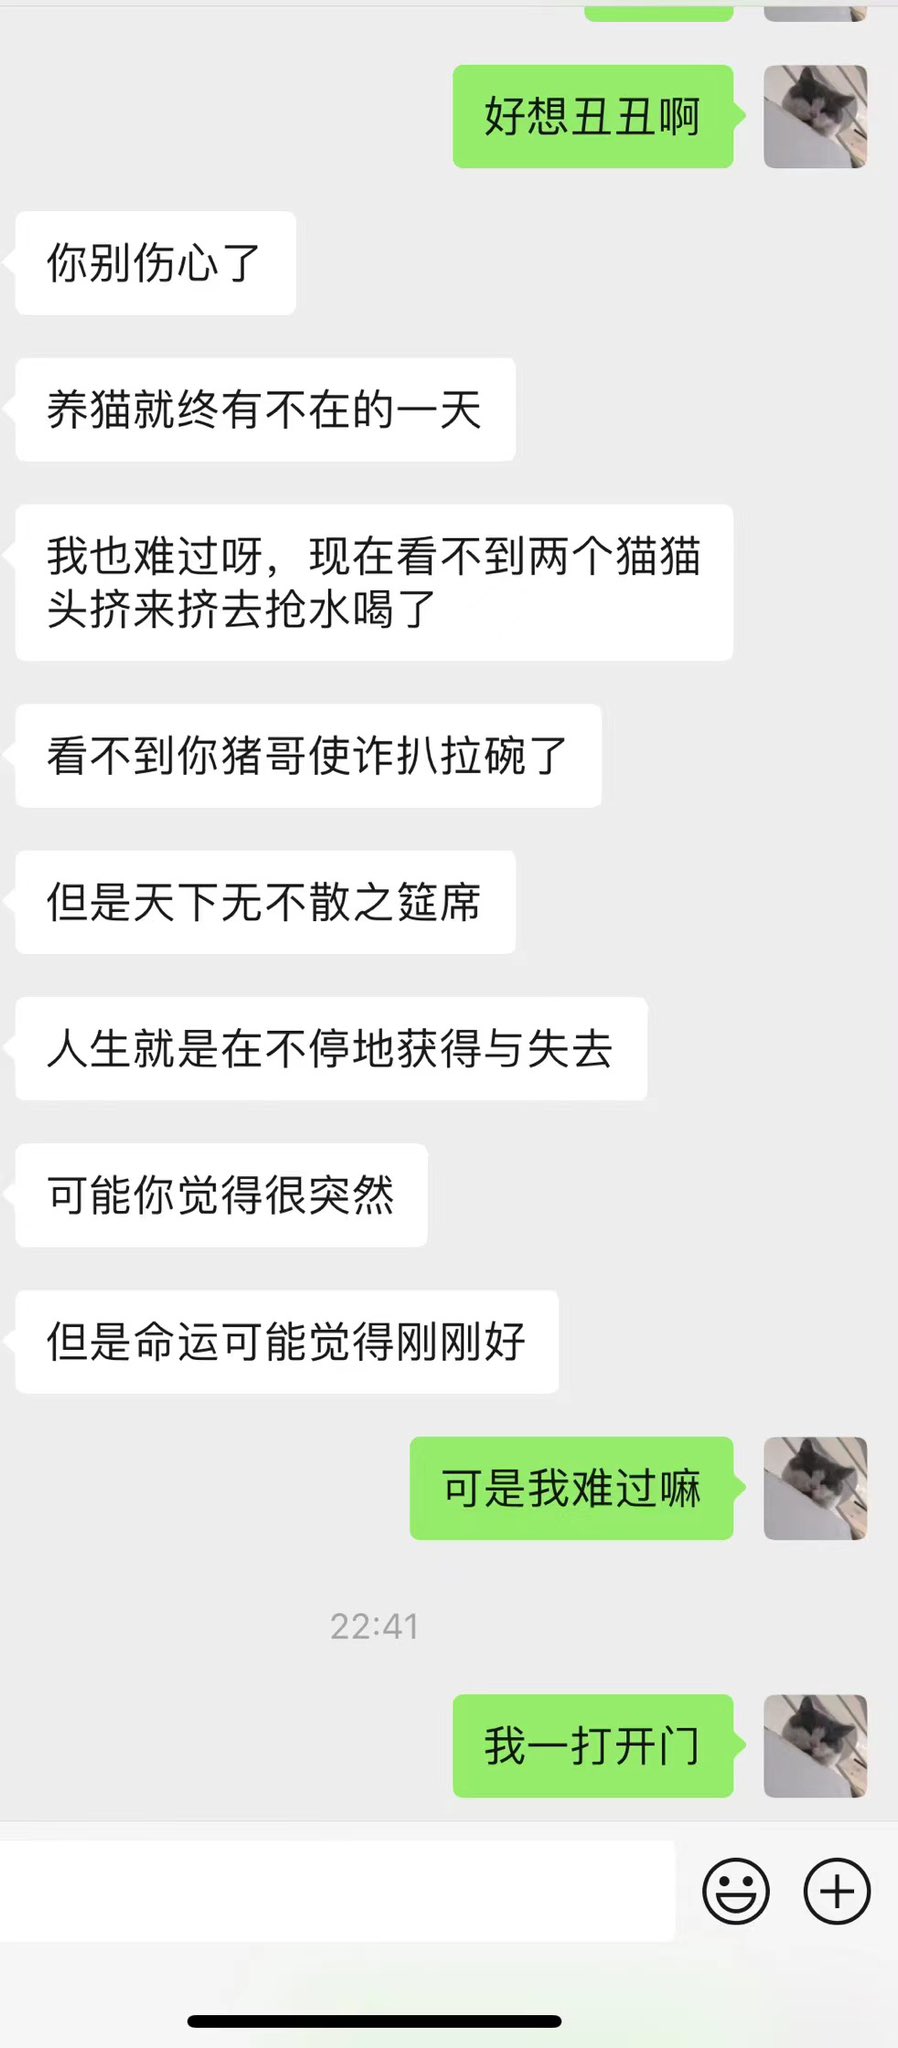 好想丑丑啊
你别伤心了
养猫就终有不在的一天
我也难过呀，现在看不到两个猫猫
头挤来挤去抢水喝了
看不到你猪哥使诈扒拉碗了
但是天下无不散之筵席
人生就是在不停地获得与失去
可能你觉得很突然
但是命运可能觉得刚刚好
可是我难过嘛
22:41
我一打开门